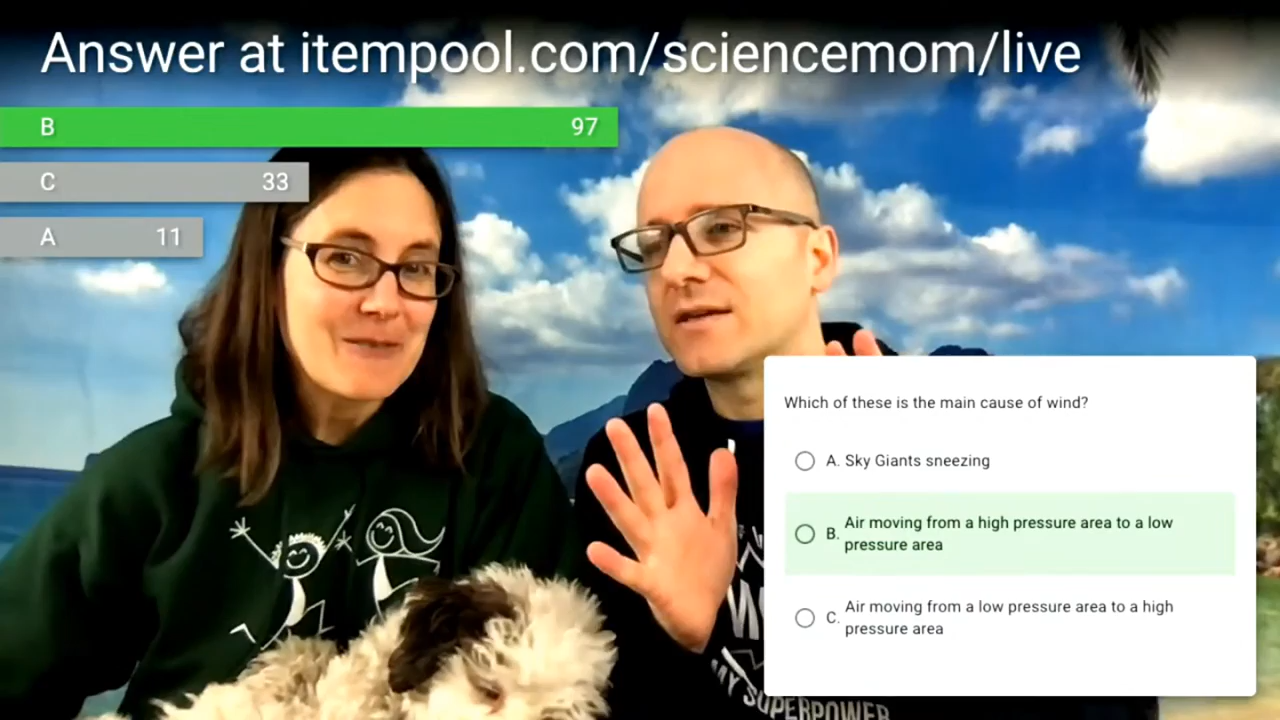 Answer at itempool.com/sciencemom/live
B 97
C 33
A 11
Which of these is the main cause of wind?
A. Sky Giants sneezing
B. Air moving from a high pressure area to a low
pressure area
C. Air moving from a low pressure area to a high
pressure area
MY SUPERPOWER